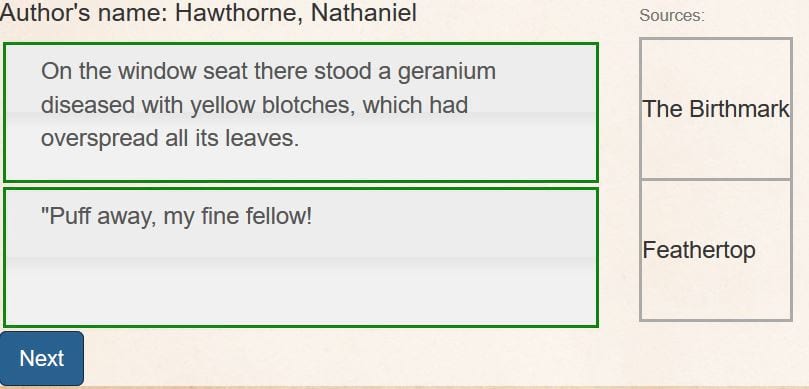 Author's name: Hawthorne, Nathaniel
Sources:
On the window seat there stood a geranium
diseased with yellow blotches, which had
overspread all its leaves.
The Birthmark
"Puff away, my fine fellow!
Feathertop
Next